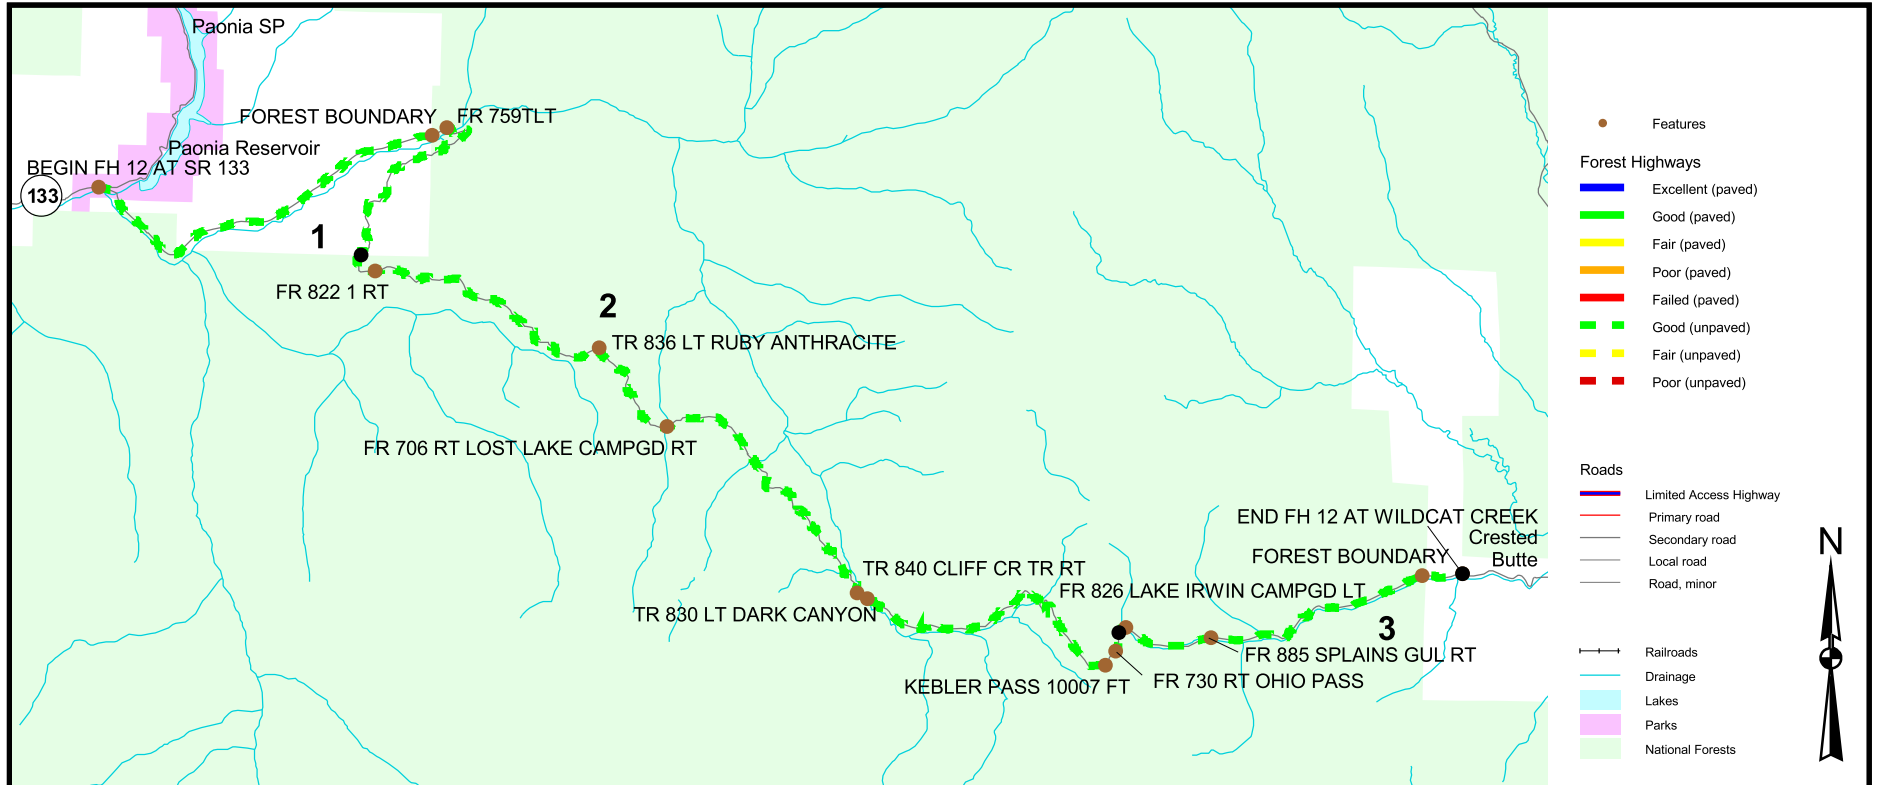 Paonia SP
FOREST BOUNDARY
FR 759TLT
Paonia Reservoir
BEGIN FH 12 AT SR 133
133
1
FR 822 1 RT
2
TR 836 LT RUBY ANTHRACITE
FR 706 RT LOST LAKE CAMPGD RT
END FH 12 AT WILDCAT CREEK
Crested
Butte
FOREST BOUNDARY
TR 840 CLIFF CR TR RT
FR 826 LAKE IRWIN CAMPGD LT
TR 830 LT DARK CANYON
3
FR 885 SPLAINS GUL RT
FR 730 RT OHIO PASS
KEBLER PASS 10007 FT
Features
Forest Highways
Excellent (paved)
Good (paved)
Fair (paved)
Poor (paved)
Failed (paved)
Good (unpaved)
Fair (unpaved)
Poor (unpaved)
Roads
Limited Access Highway
Primary road
Secondary road
Local road
Road, minor
Railroads
Drainage
Lakes
Parks
National Forests
N